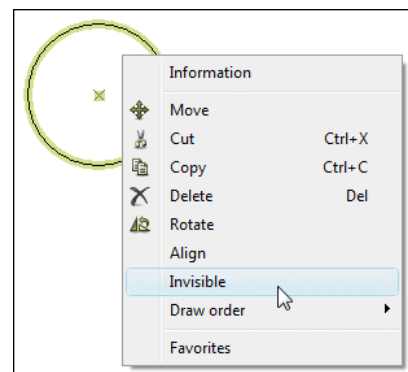 Information
Move
Cut Ctrl+X
Copy Ctrl+C
Delete Del
Rotate
Align
Invisible
Draw order
Favorites